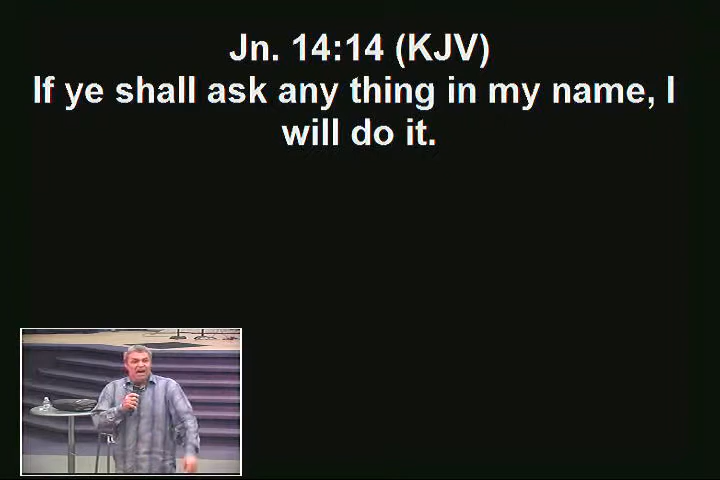 Jn. 14:14 (KJV)
If ye shall ask any thing in my name, I
will do it.